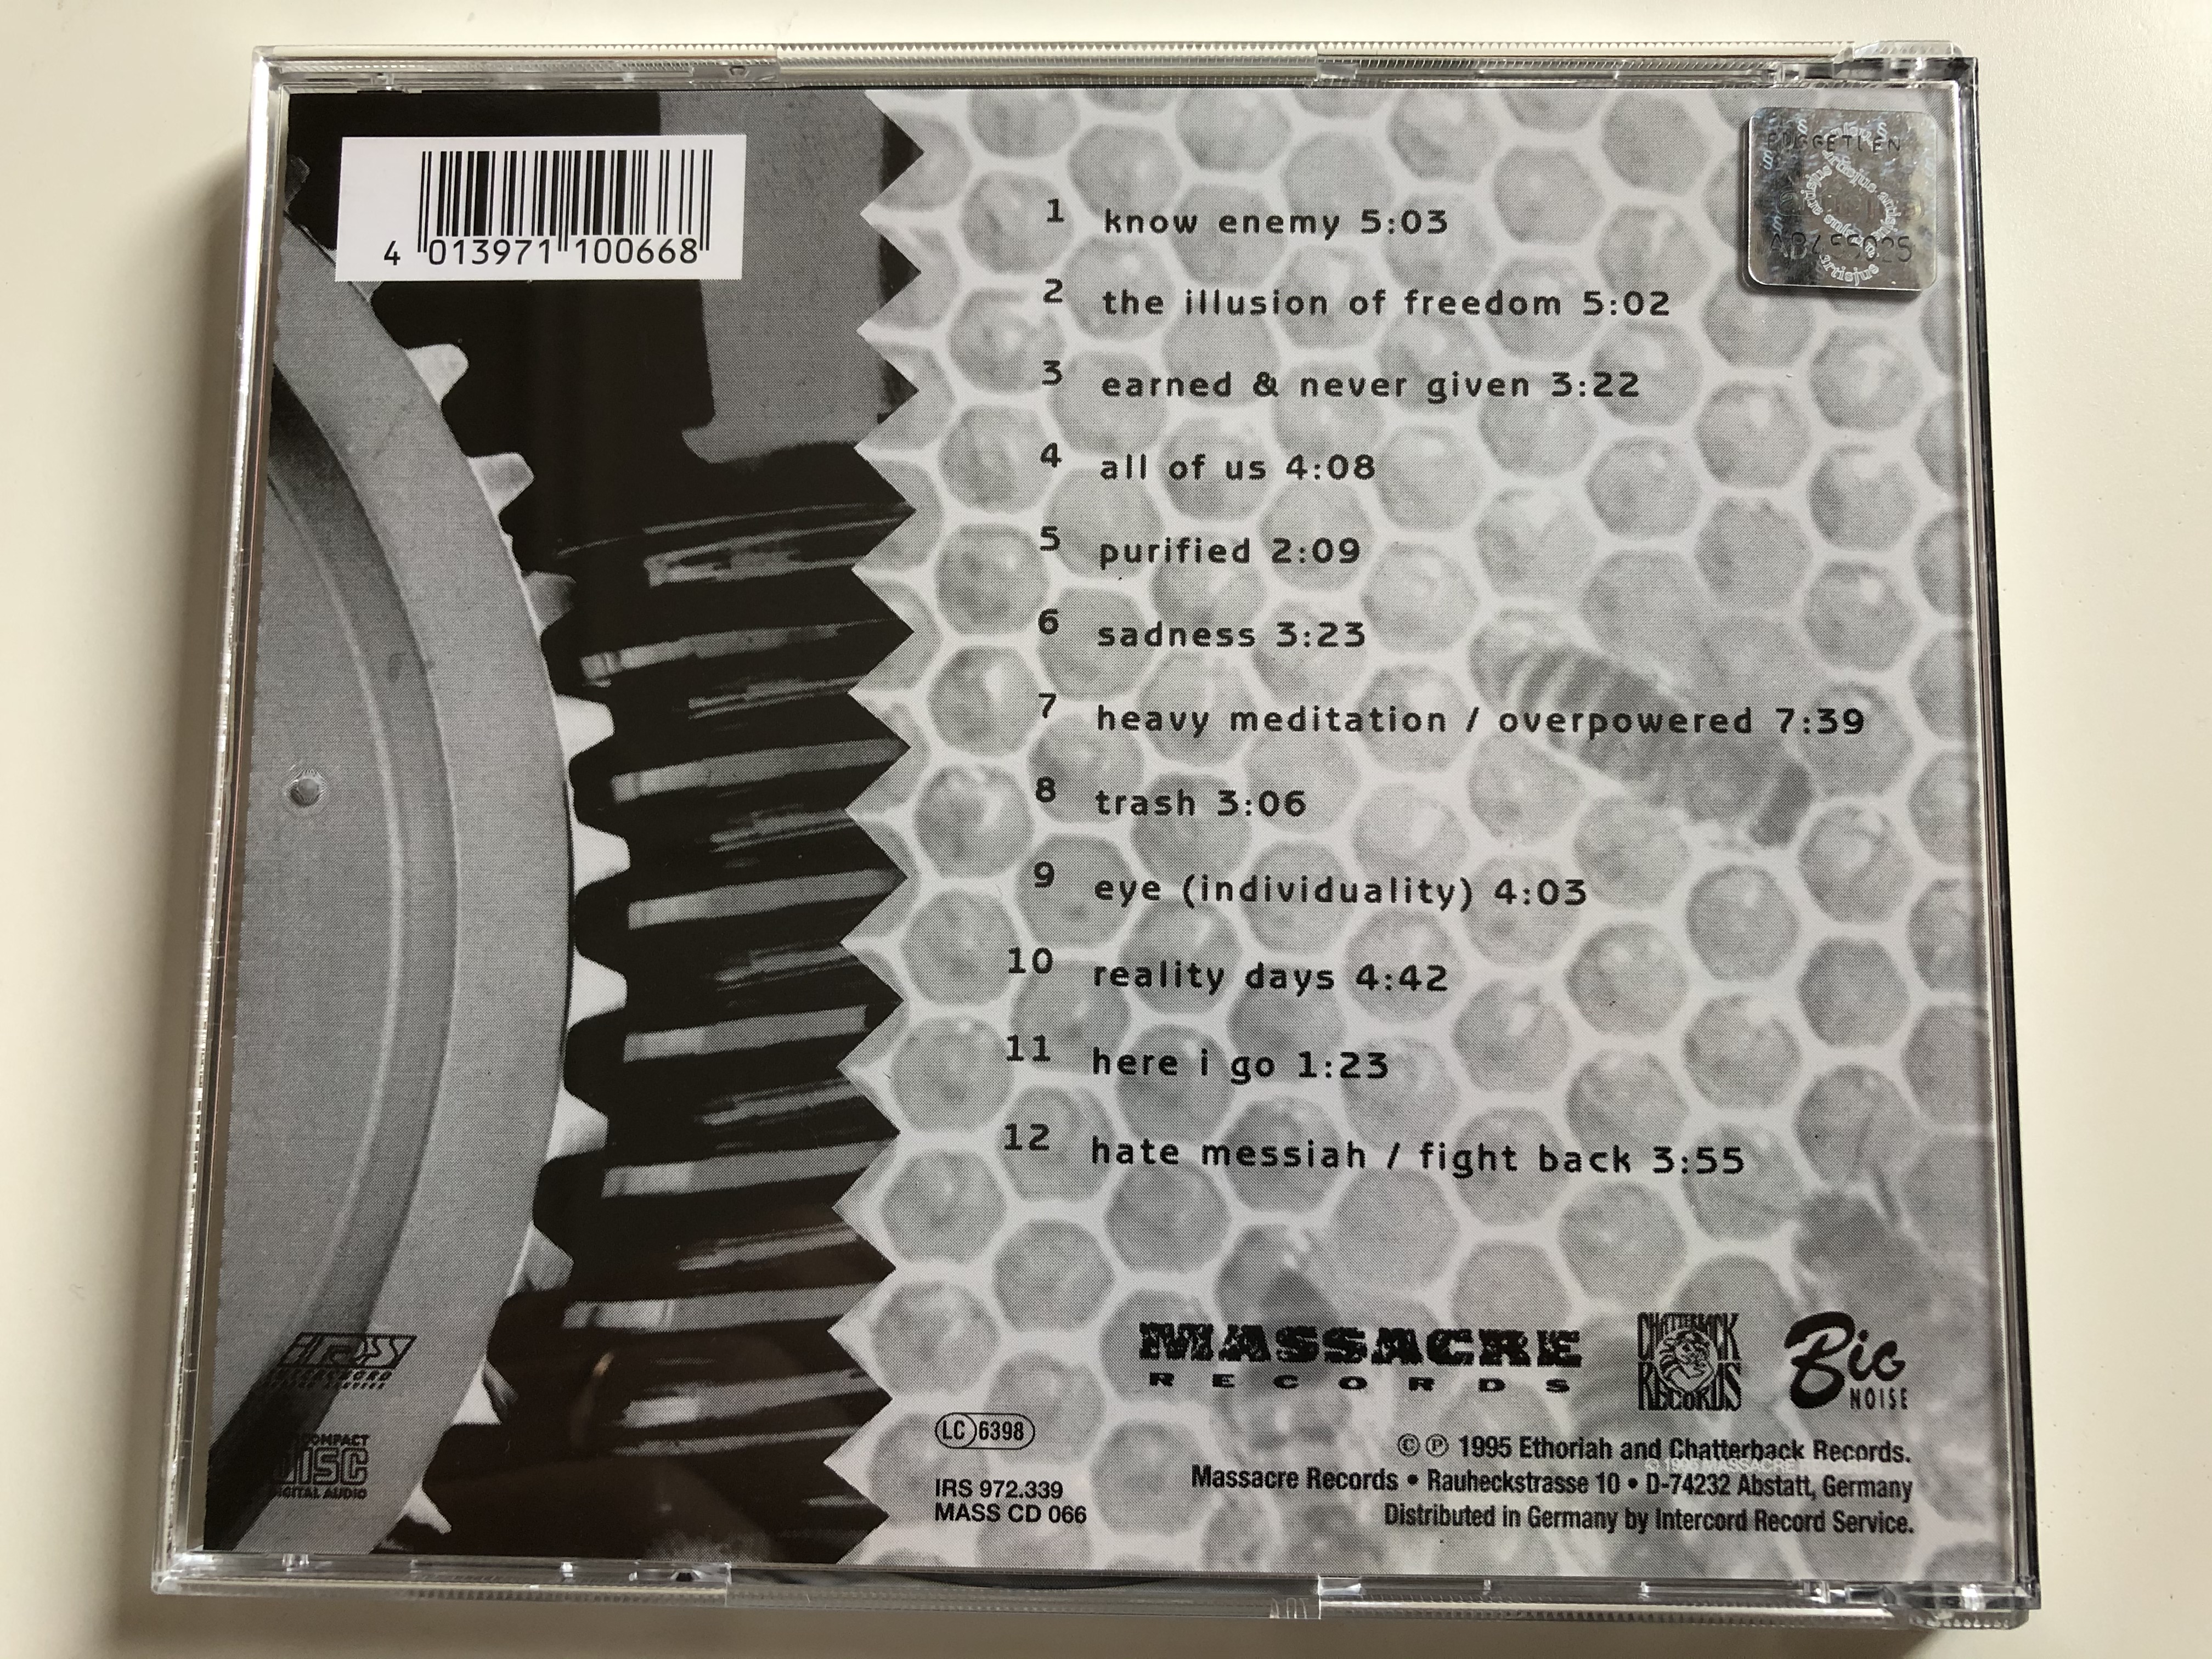 4 013971 100668
1 know enemy 5:03
2 the illusion of freedom 5:02
3 earned & never given 3:22
4 all of us 4:08
5 purified 2:09
6 sadness 3:23
7 heavy meditation / overpowered 7:39
8 trash 3:06
9 eye (individuality) 4:03
10 reality days 4:42
11 here i go 1:23
12 hate messiah / fight back 3:55
IRS
COMPACT
DISC
DIGITAL AUDIO
MASSACRE
RECORDS
CHATTERBACK
RECORDS
BIG
NOISE
LC 6398
IRS 972.339
MASS CD 066
©℗ 1995 Ethoriah and Chatterback Records.
Massacre Records • Rauheckstrasse 10 • D-74232 Abstatt, Germany
Distributed in Germany by Intercord Record Service.